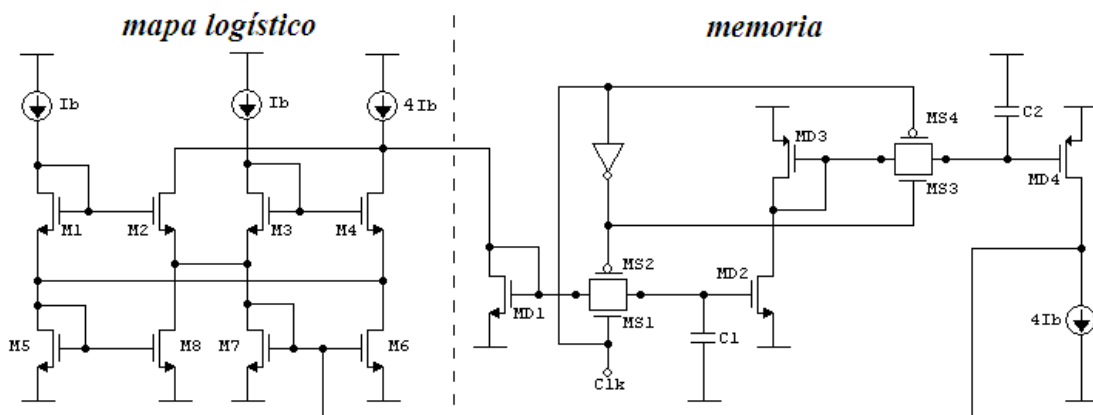 mapa logístico
memoria
Ib
Ib
4Ib
M1
M2
M3
M4
M5
M8
M7
M6
MD1
MS2
MS1
Clk
C1
MD2
MD3
MS4
MS3
C2
MD4
4Ib